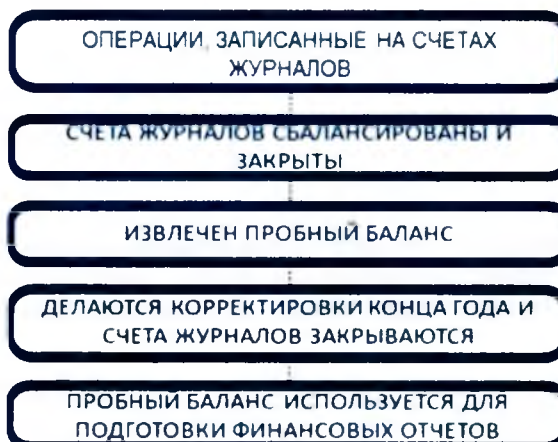 ОПЕРАЦИИ, ЗАПИСАННЫЕ НА СЧЕТАХ
ЖУРНАЛОВ
СЧЕТА ЖУРНАЛОВ СБАЛАНСИРОВАНЫ И
ЗАКРЫТЫ
ИЗВЛЕЧЕН ПРОБНЫЙ БАЛАНС
ДЕЛАЮТСЯ КОРРЕКТИРОВКИ КОНЦА ГОДА И
СЧЕТА ЖУРНАЛОВ ЗАКРЫВАЮТСЯ
ПРОБНЫЙ БАЛАНС ИСПОЛЬЗУЕТСЯ ДЛЯ
ПОДГОТОВКИ ФИНАНСОВЫХ ОТЧЕТОВ